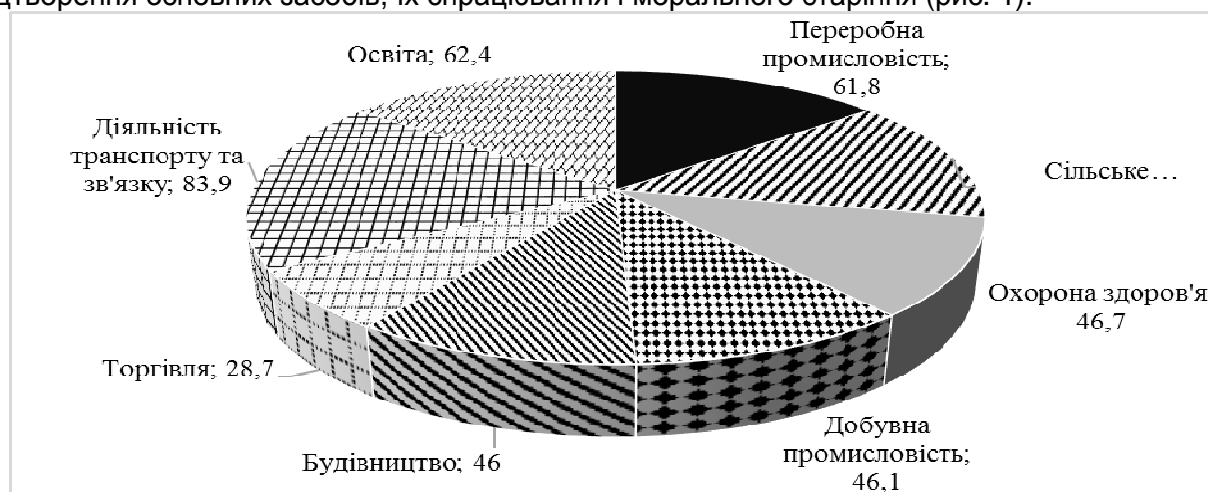 дтворення основних засобів, їх спрацювання і морального старіння (рис. 1).
Освіта; 62,4
Переробна
промисловість;
61,8
Діяльність
транспорту та
зв'язку; 83,9
Сільське…
Охорона здоров'я
46,7
Торгівля; 28,7
Добувна
промисловість;
46,1
Будівництво; 46